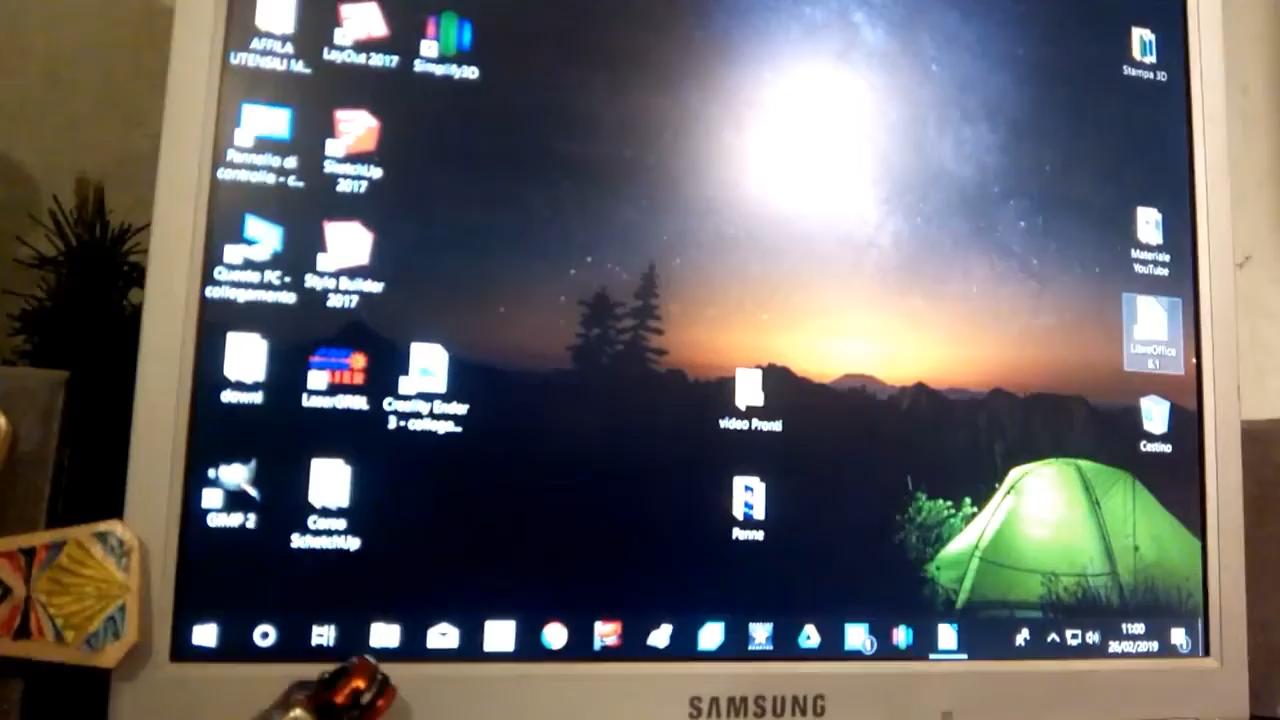 AFFILA
UTENSILI M...
LayOut 2017
Simplify3D
Stampa 3D
Pannello di
controllo - c...
SketchUp
2017
Questo PC -
collegamento
Style Builder
2017
Materiale
YouTube
LibreOffice
6.1
downl
LaserGRBL
Creality Ender
3 - collega...
video Pronti
Cestino
GIMP 2
Corso
SchetchUp
Penne
11:00
26/02/2019
SAMSUNG